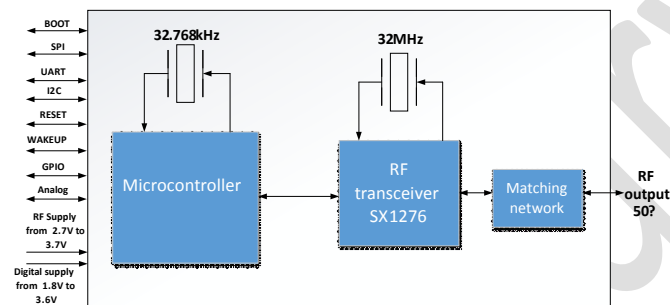 BOOT
SPI
UART
I2C
RESET
WAKEUP
GPIO
Analog
RF Supply
from 2.7V to
3.7V
Digital supply
from 1.8V to
3.6V
32.768kHz
32MHz
Microcontroller
RF
transceiver
SX1276
Matching
network
RF
output
50?